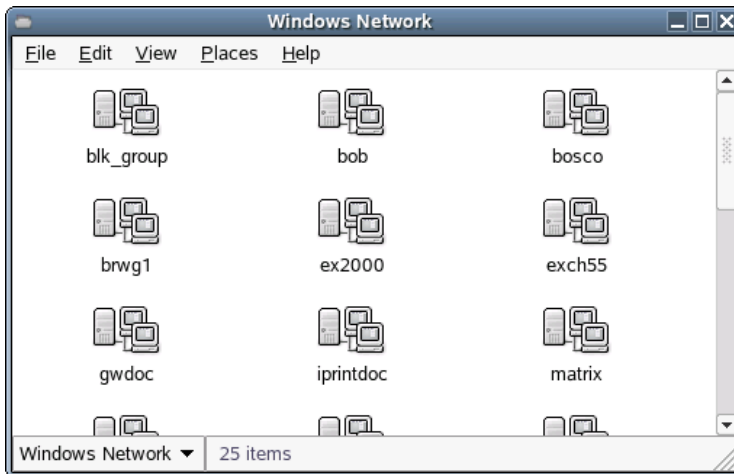 Windows Network
File Edit View Places Help
blk_group bob bosco
brwg1 ex2000 exch55
gwdoc iprintdoc matrix
Windows Network 25 items